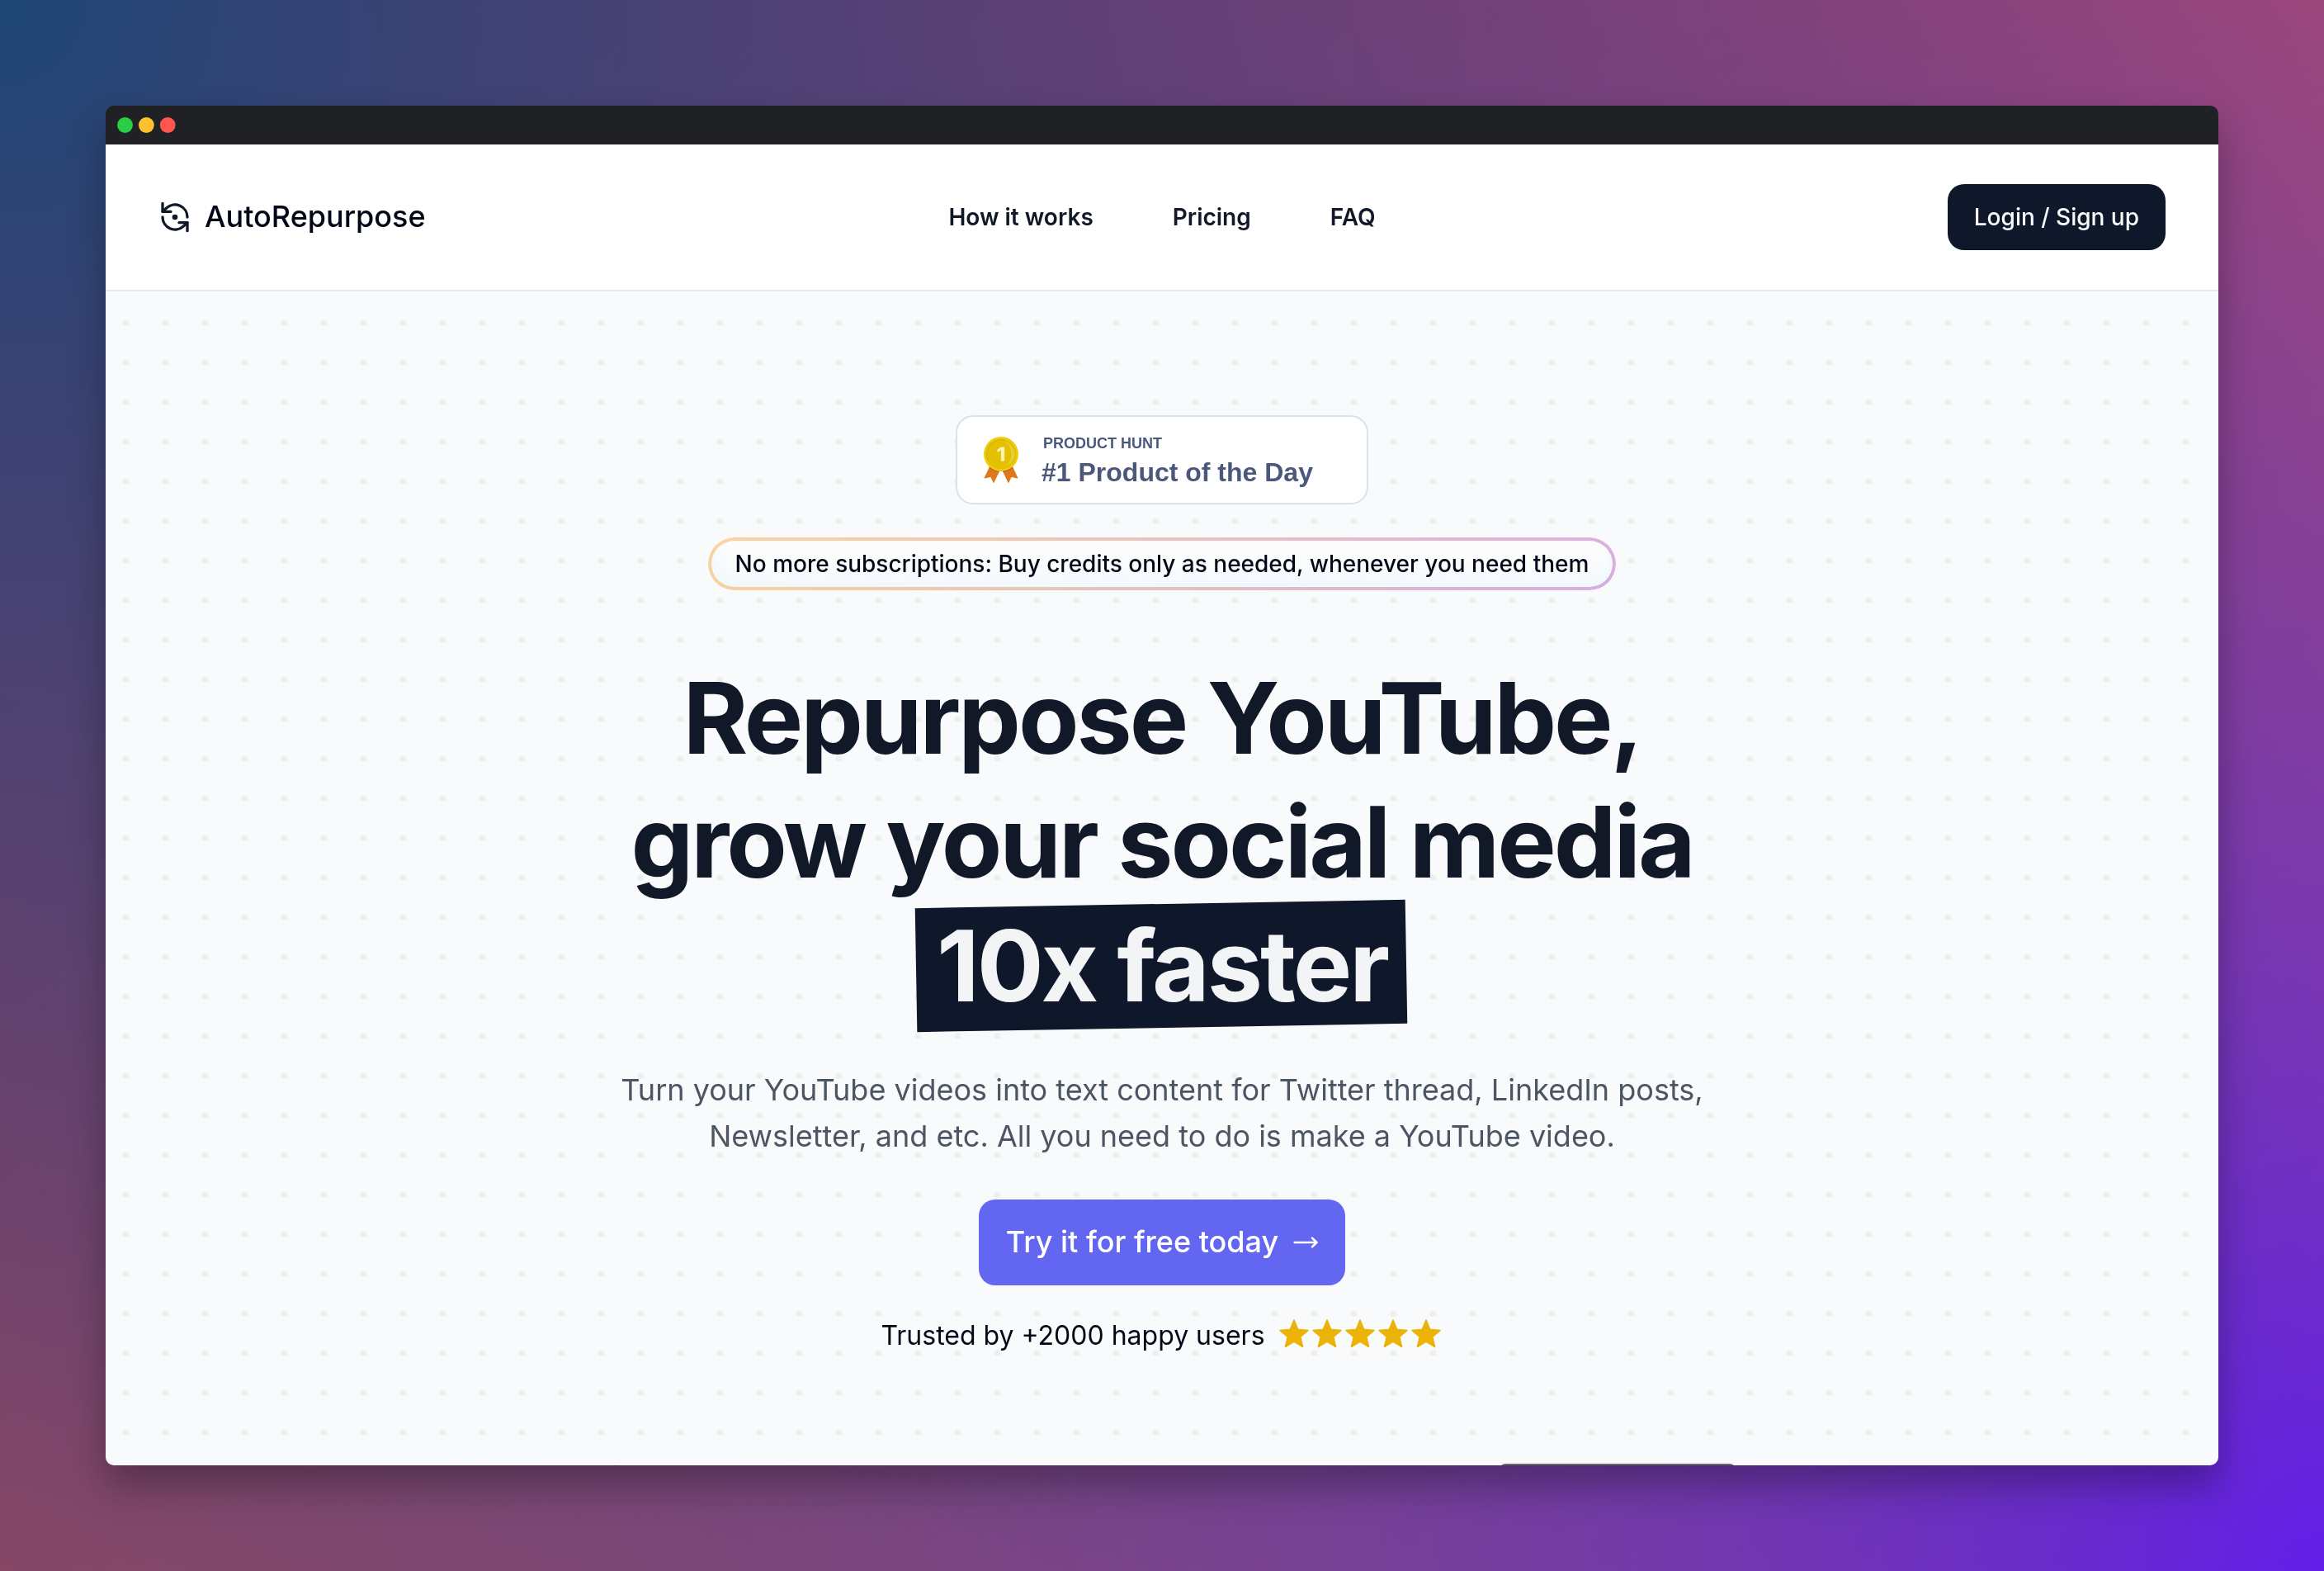 AutoRepurpose
How it works
Pricing
FAQ
Login / Sign up
1
PRODUCT HUNT
#1 Product of the Day
No more subscriptions: Buy credits only as needed, whenever you need them
Repurpose YouTube,
grow your social media
10x faster
Turn your YouTube videos into text content for Twitter thread, LinkedIn posts,
Newsletter, and etc. All you need to do is make a YouTube video.
Try it for free today →
Trusted by +2000 happy users